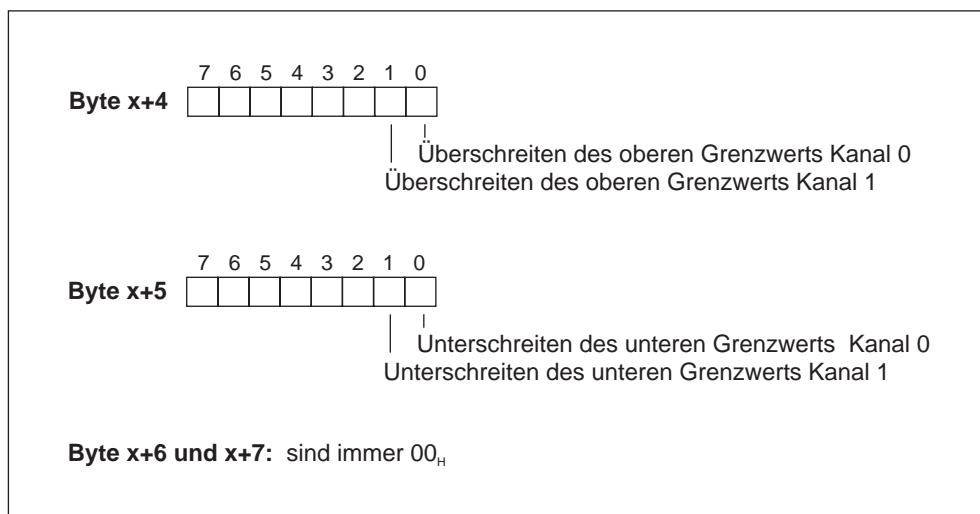 7 6 5 4 3 2 1 0
Byte x+4
Überschreiten des oberen Grenzwerts Kanal 0
Überschreiten des oberen Grenzwerts Kanal 1
7 6 5 4 3 2 1 0
Byte x+5
Unterschreiten des unteren Grenzwerts Kanal 0
Unterschreiten des unteren Grenzwerts Kanal 1
Byte x+6 und x+7: sind immer 00H